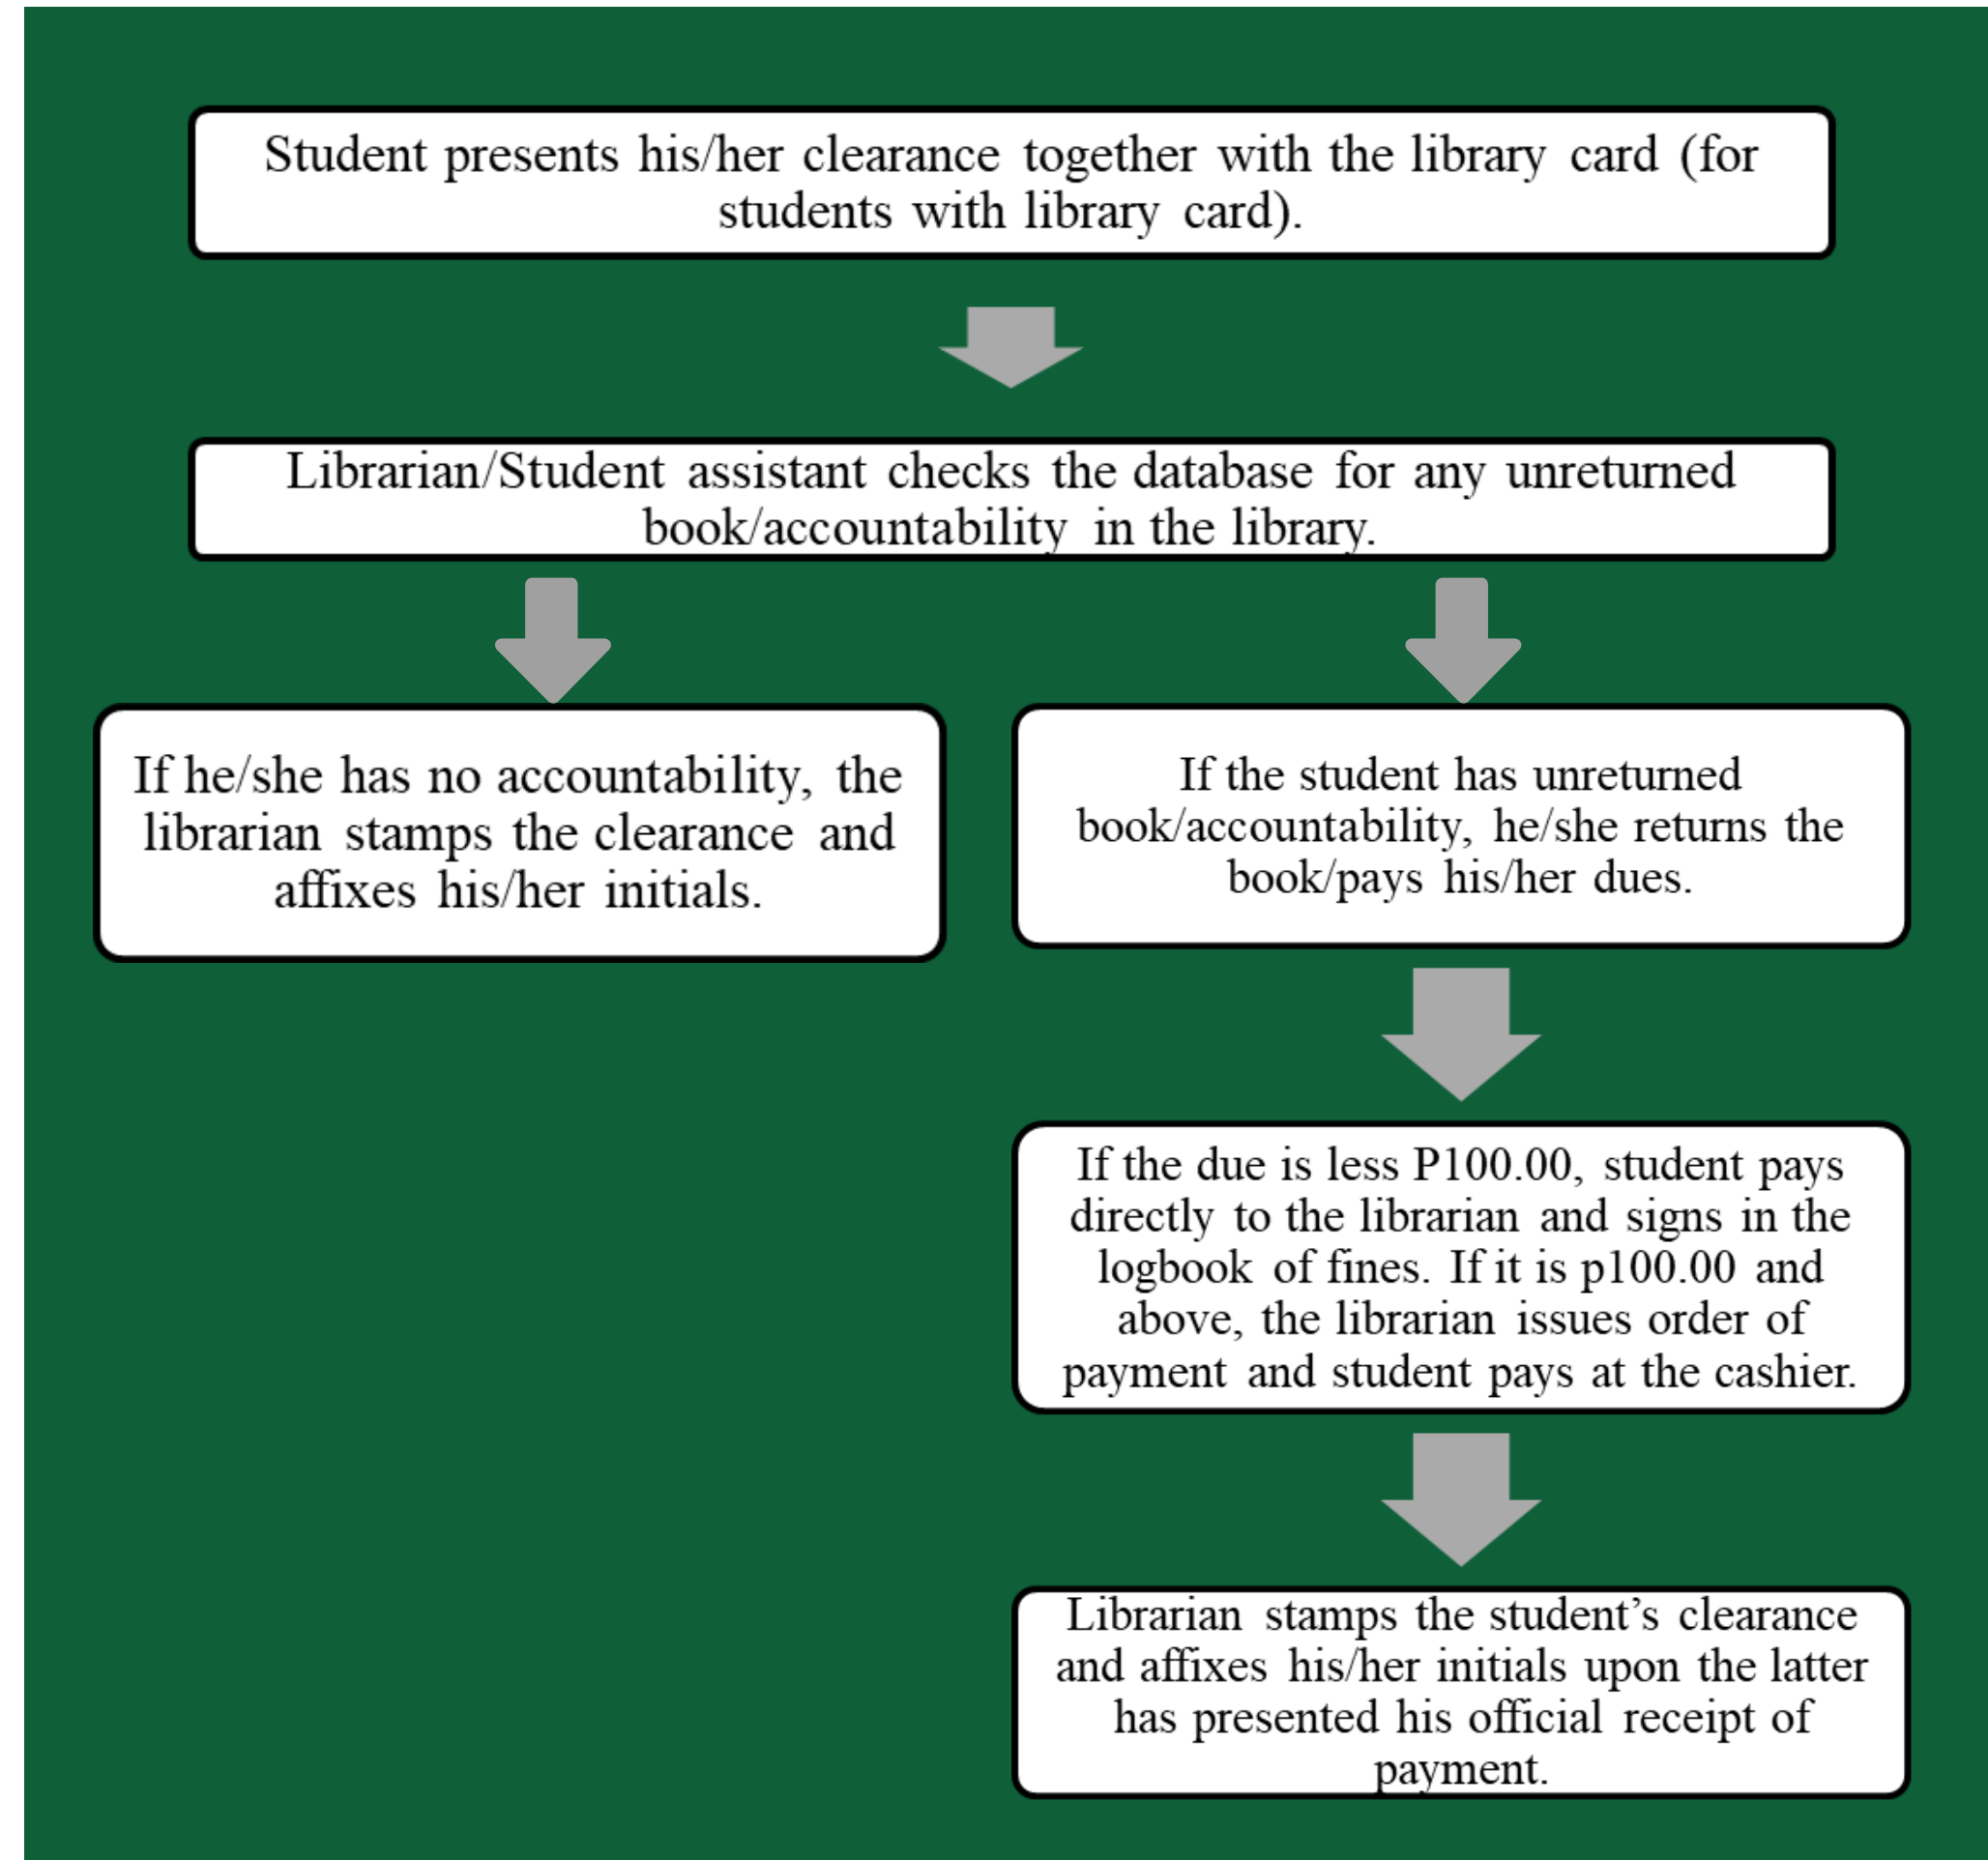 Student presents his/her clearance together with the library card (for
students with library card).
Librarian/Student assistant checks the database for any unreturned
book/accountability in the library.
If he/she has no accountability, the
librarian stamps the clearance and
affixes his/her initials.
If the student has unreturned
book/accountability, he/she returns the
book/pays his/her dues.
If the due is less P100.00, student pays
directly to the librarian and signs in the
logbook of fines. If it is p100.00 and
above, the librarian issues order of
payment and student pays at the cashier.
Librarian stamps the student’s clearance
and affixes his/her initials upon the latter
has presented his official receipt of
payment.